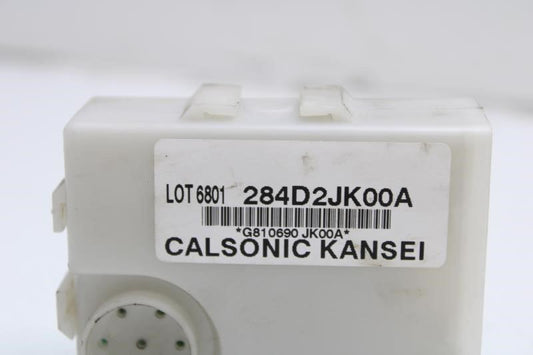 LOT 6801 284D2JK00A
*G810690 JK00A*
CALSONIC KANSEI